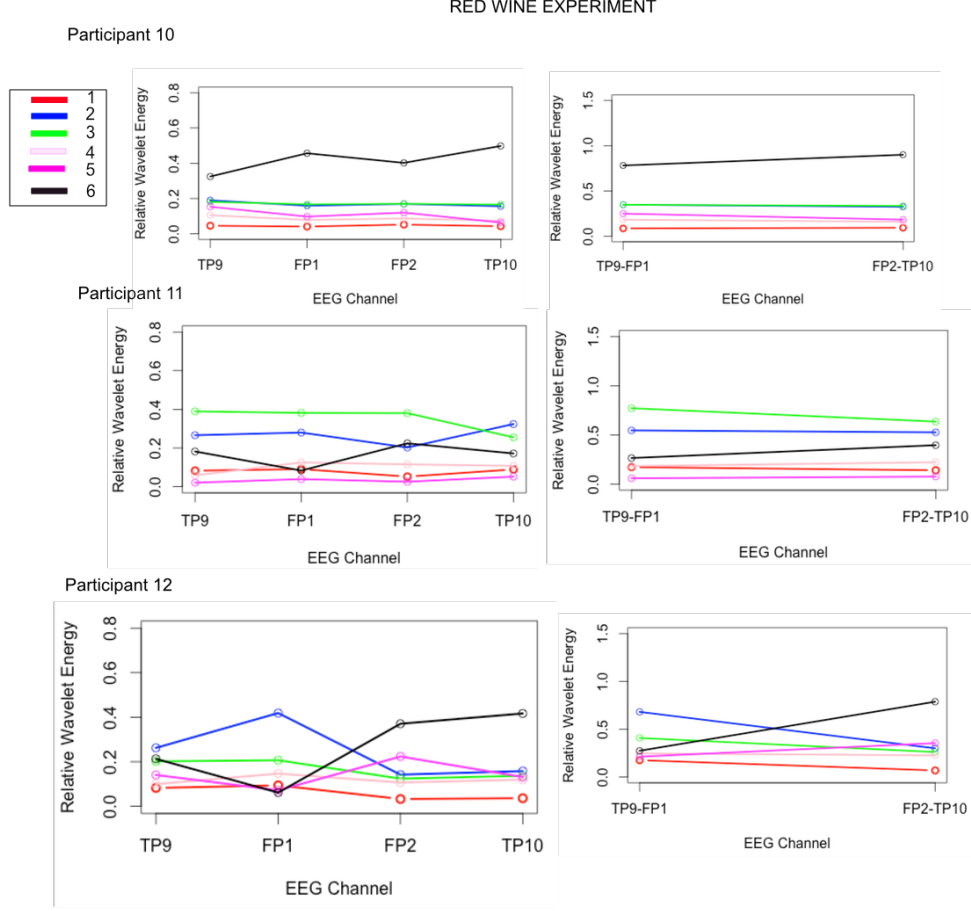 RED WINE EXPERIMENT
Participant 10
1
2
3
4
5
6
Relative Wavelet Energy
0.0 0.2 0.4 0.6 0.8
TP9 FP1 FP2 TP10
EEG Channel
Relative Wavelet Energy
0.0 0.5 1.0 1.5
TP9-FP1 FP2-TP10
EEG Channel
Participant 11
Relative Wavelet Energy
0.0 0.2 0.4 0.6 0.8
TP9 FP1 FP2 TP10
EEG Channel
Relative Wavelet Energy
0.0 0.5 1.0 1.5
TP9-FP1 FP2-TP10
EEG Channel
Participant 12
Relative Wavelet Energy
0.0 0.2 0.4 0.6 0.8
TP9 FP1 FP2 TP10
EEG Channel
Relative Wavelet Energy
0.0 0.5 1.0 1.5
TP9-FP1 FP2-TP10
EEG Channel